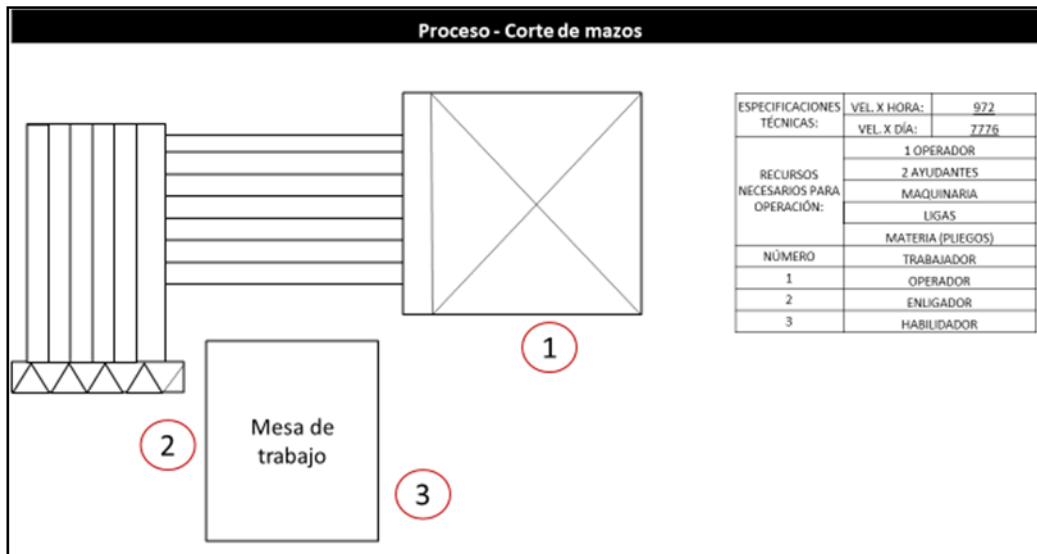 Proceso - Corte de mazos
ESPECIFICACIONES TÉCNICAS:
VEL. X HORA: 972
VEL. X DÍA: 7776
RECURSOS NECESARIOS PARA OPERACIÓN:
1 OPERADOR
2 AYUDANTES
MAQUINARIA
LIGAS
MATERIA (PLIEGOS)
NÚMERO TRABAJADOR
1 OPERADOR
2 ENLIGADOR
3 HABILIDADOR
1
2
Mesa de
trabajo
3